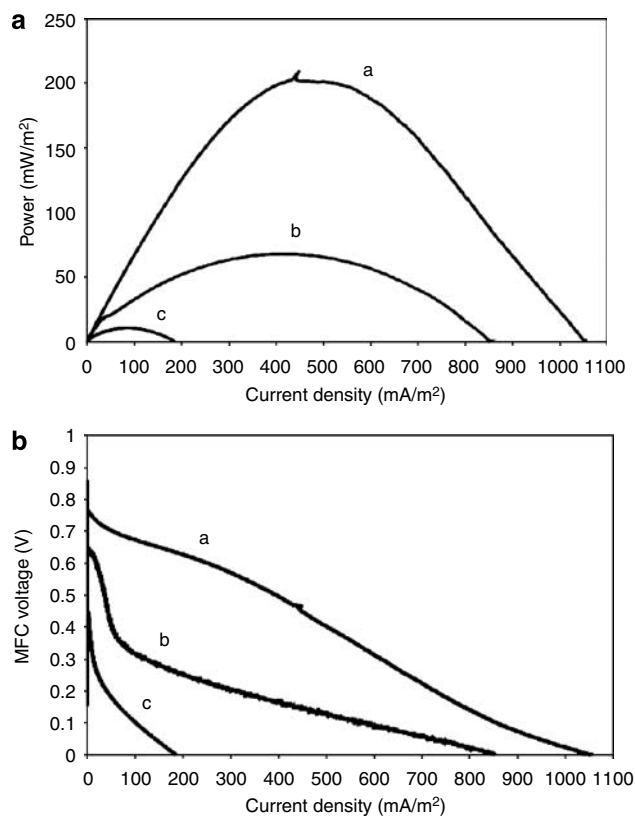 a
250
200
150
100
50
0
Power (mW/m²)
a
b
c
0 100 200 300 400 500 600 700 800 900 1000 1100
Current density (mA/m²)
b
1
0.9
0.8
0.7
0.6
0.5
0.4
0.3
0.2
0.1
0
MFC voltage (V)
a
b
c
0 100 200 300 400 500 600 700 800 900 1000 1100
Current density (mA/m²)